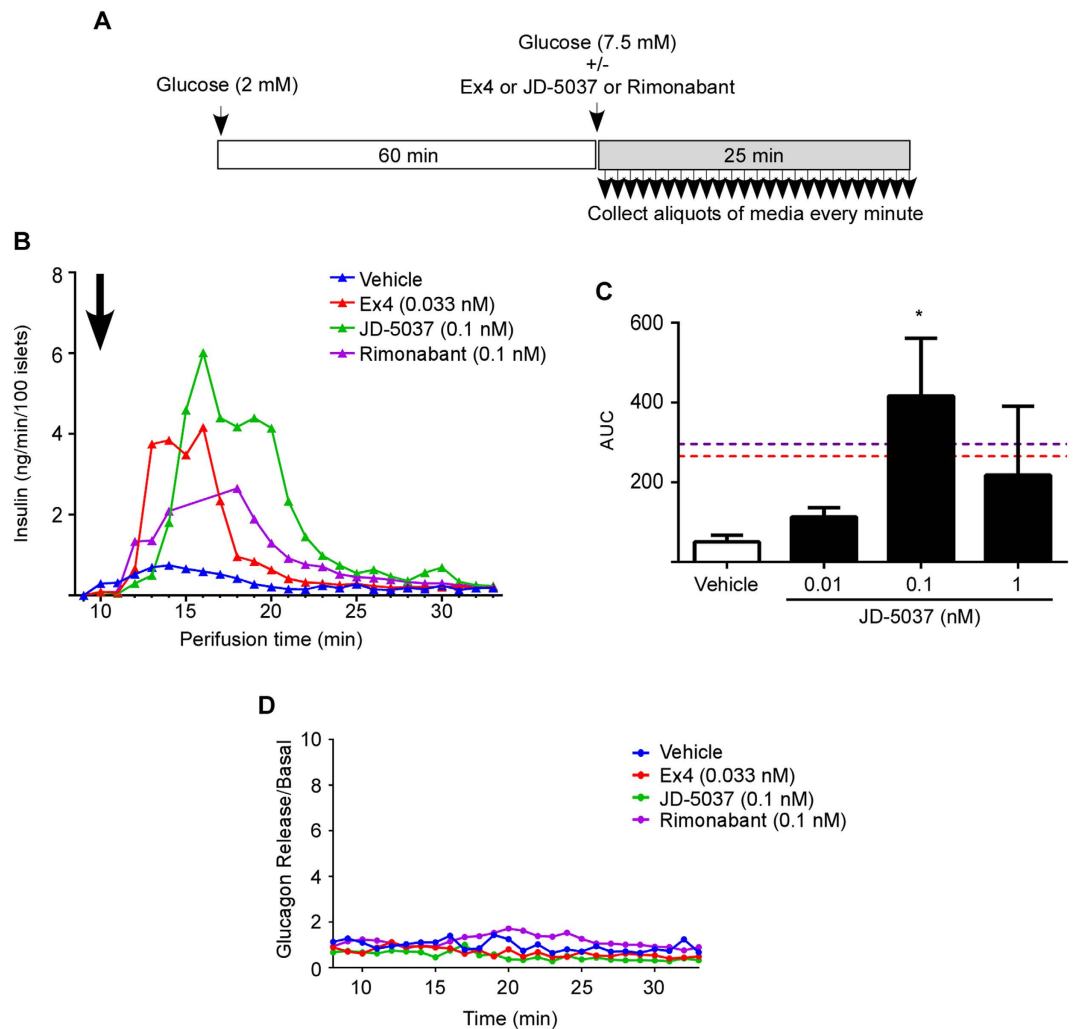 A
Glucose (7.5 mM)
+/-
Glucose (2 mM)
Ex4 or JD-5037 or Rimonabant
60 min
25 min
Collect aliquots of media every minute
B
Vehicle
Ex4 (0.033 nM)
JD-5037 (0.1 nM)
Rimonabant (0.1 nM)
Insulin (ng/min/100 islets)
8
6
4
2
10 15 20 25 30
Perifusion time (min)
C
*
AUC
600
400
200
Vehicle 0.01 0.1 1
JD-5037 (nM)
D
Vehicle
Ex4 (0.033 nM)
JD-5037 (0.1 nM)
Rimonabant (0.1 nM)
Glucagon Release/Basal
10
8
6
4
2
0
10 15 20 25 30
Time (min)